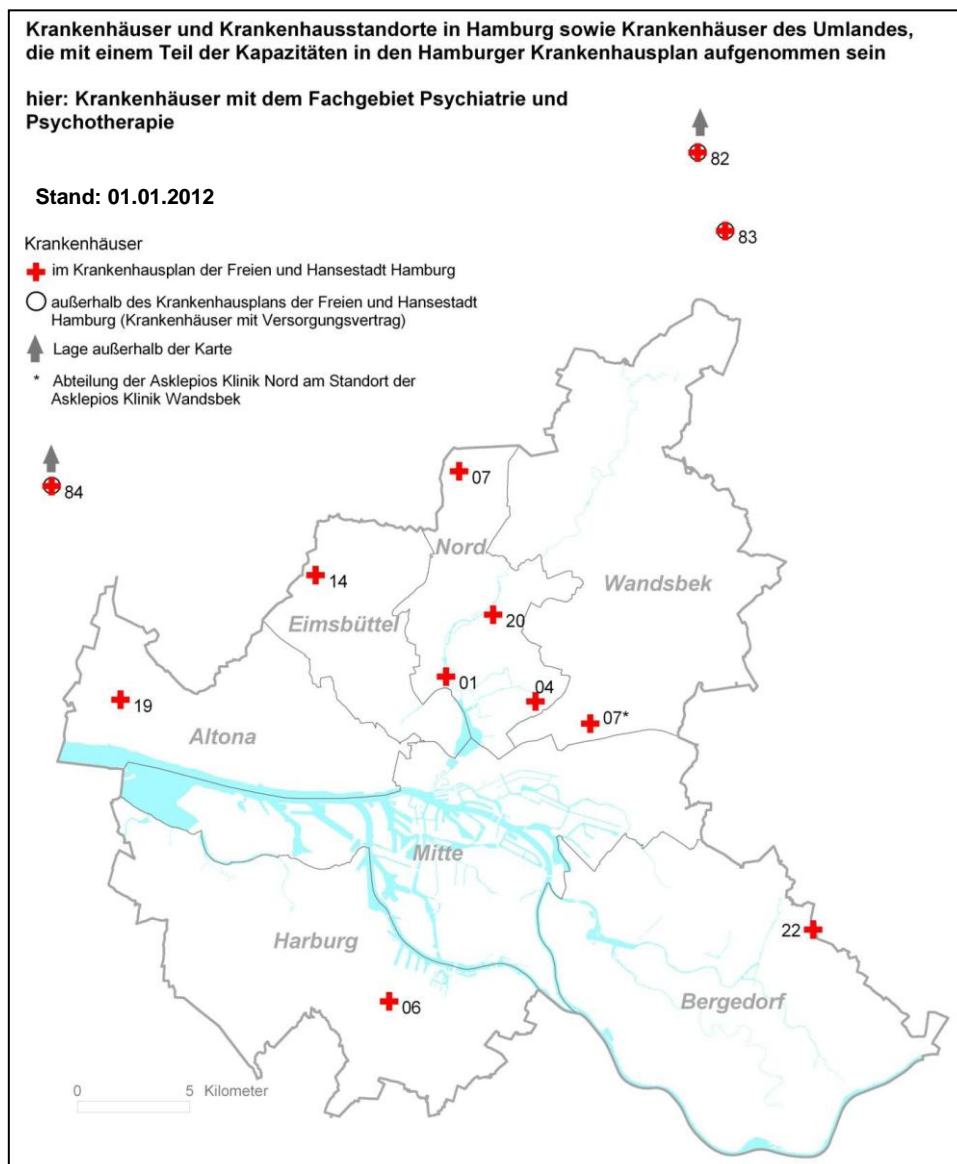 Krankenhäuser und Krankenhausstandorte in Hamburg sowie Krankenhäuser des Umlandes,
die mit einem Teil der Kapazitäten in den Hamburger Krankenhausplan aufgenommen sein
hier: Krankenhäuser mit dem Fachgebiet Psychiatrie und
Psychotherapie
82
Stand: 01.01.2012
83
Krankenhäuser
im Krankenhausplan der Freien und Hansestadt Hamburg
außerhalb des Krankenhausplans der Freien und Hansestadt
Hamburg (Krankenhäuser mit Versorgungsvertrag)
Lage außerhalb der Karte
* Abteilung der Asklepios Klinik Nord am Standort der
Asklepios Klinik Wandsbek
07
84
Nord
14
Wandsbek
20
Eimsbüttel
01
04
19
07*
Altona
Mitte
22
Harburg
Bergedorf
06
0 5 Kilometer